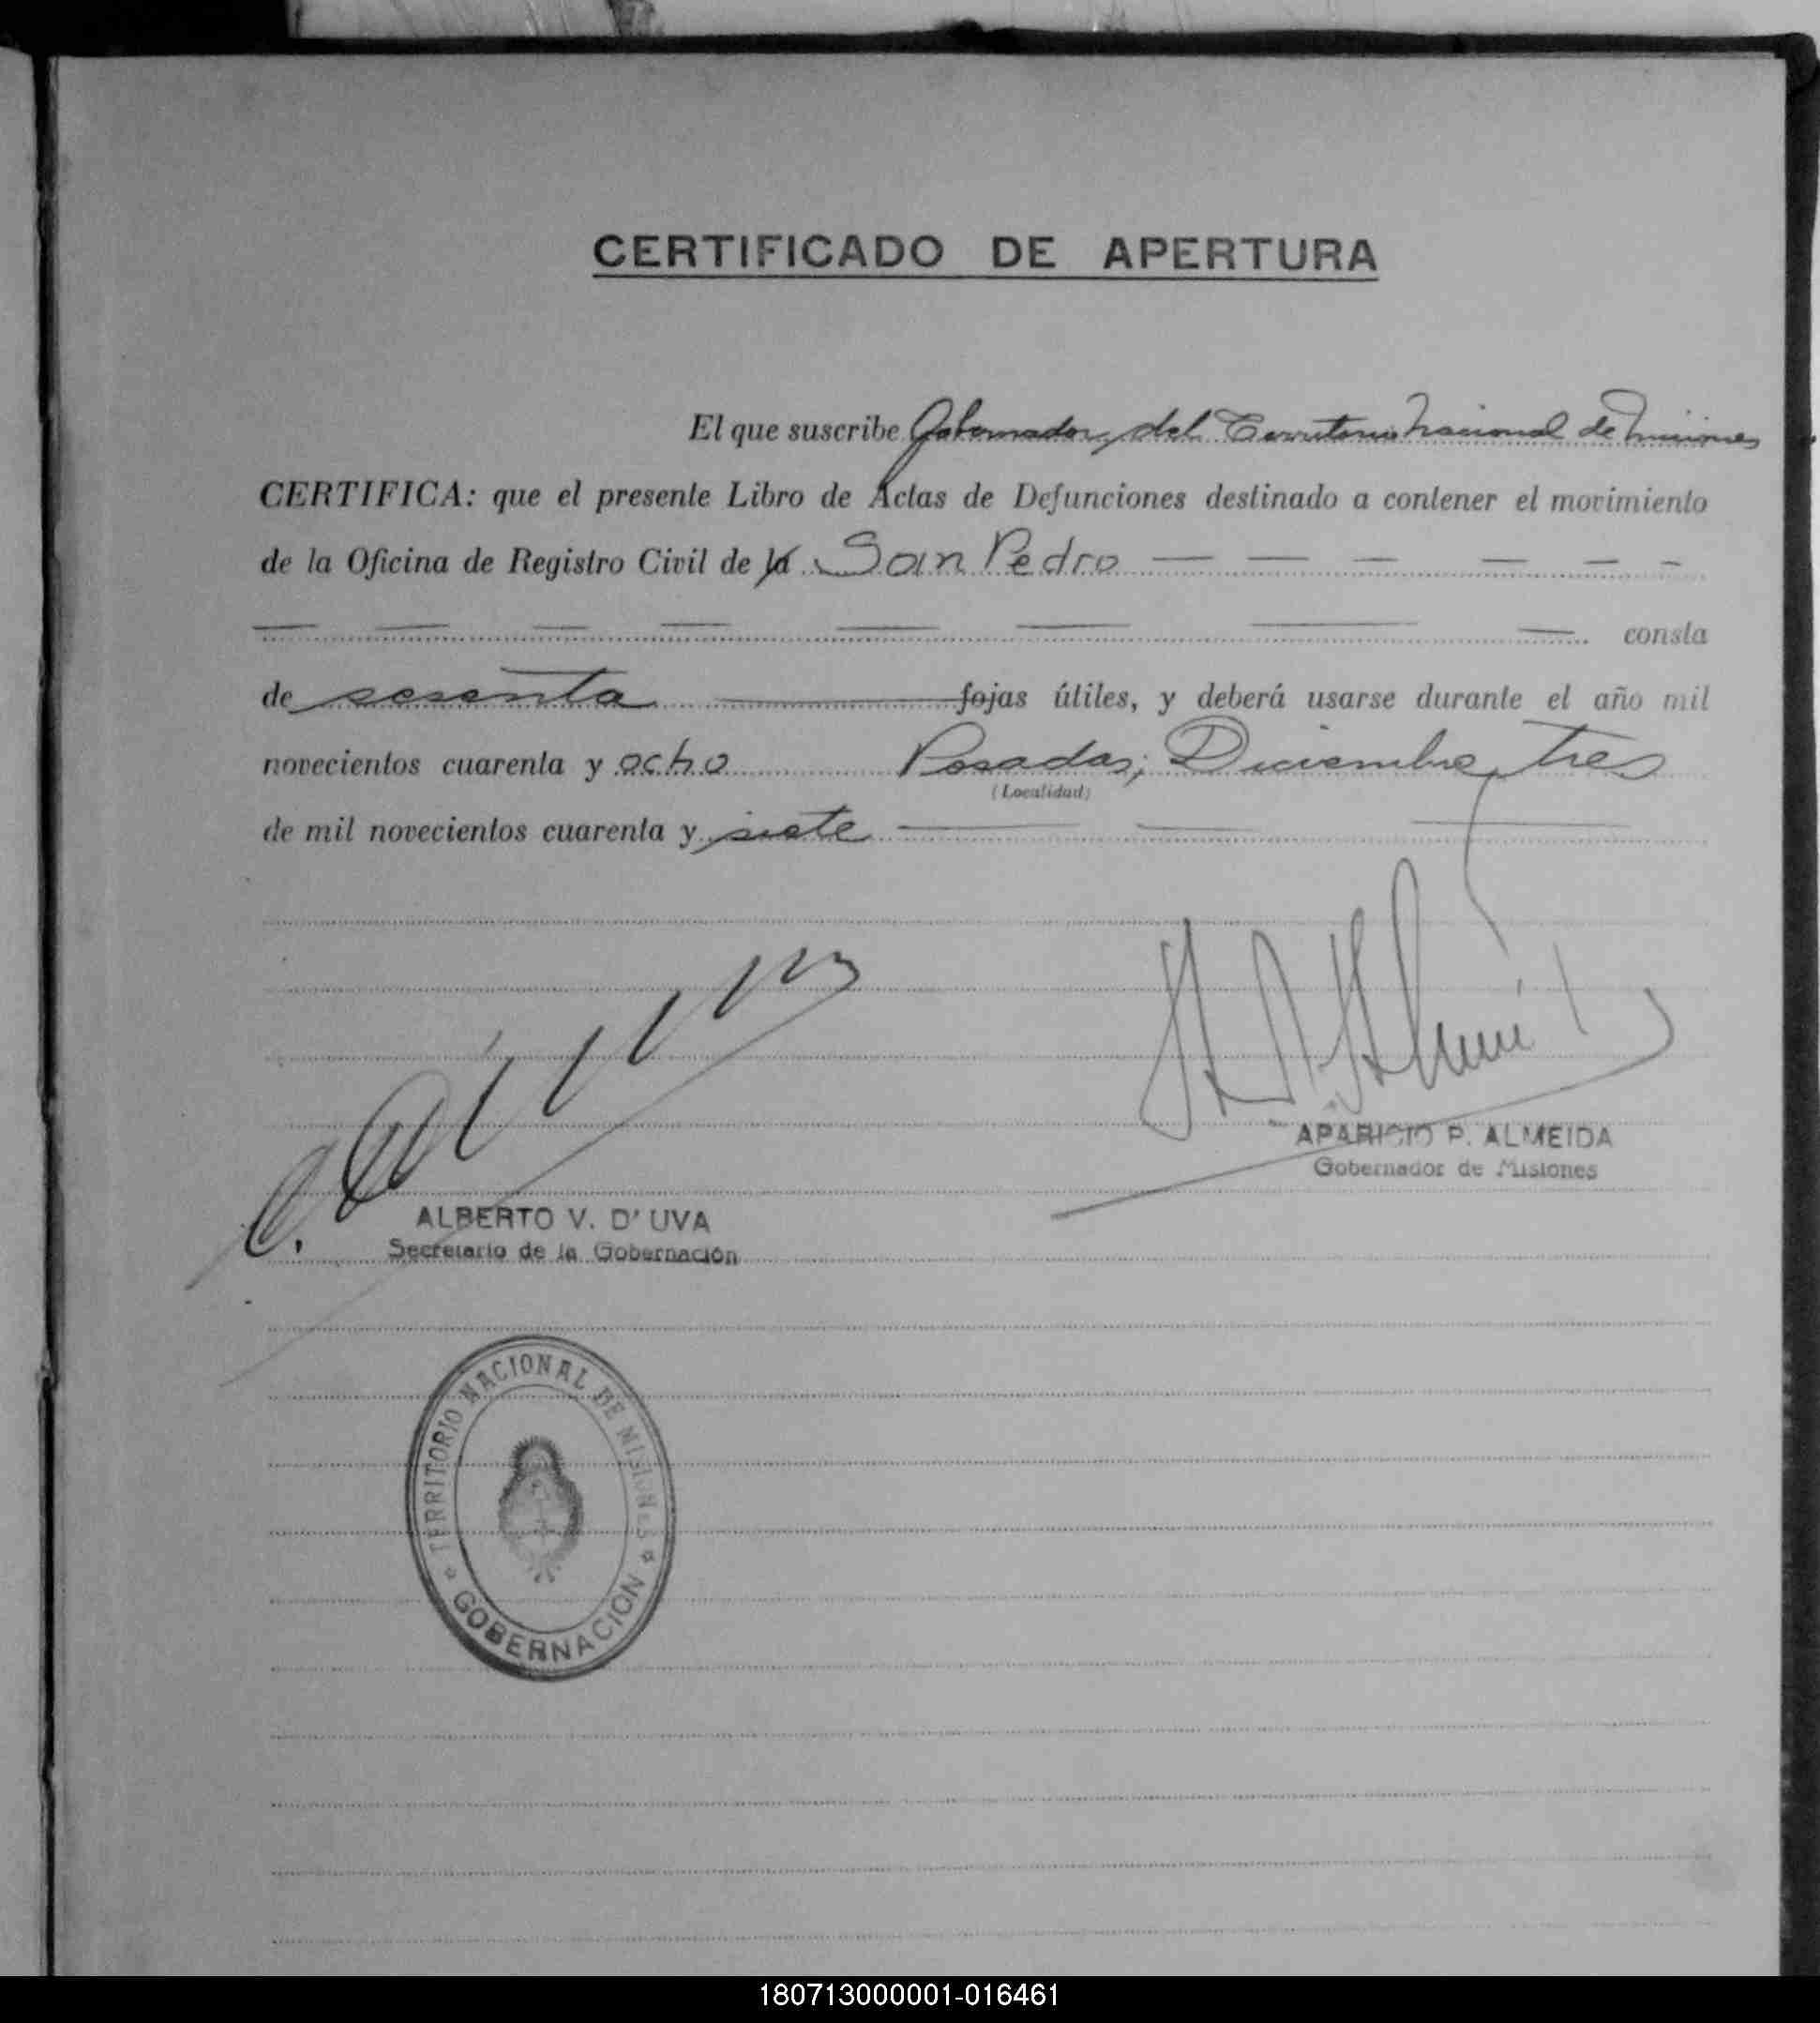 CERTIFICADO DE APERTURA
El que suscribe Gobernador del Territorio Nacional de Misiones
CERTIFICA: que el presente Libro de Actas de Defunciones destinado a contener el movimiento
de la Oficina de Registro Civil de la San Pedro — — — — — —
— — — — — — — — consta
de sesenta — fojas útiles, y deberá usarse durante el año mil
novecientos cuarenta y ocho Posadas, Diciembre tres
(Localidad)
de mil novecientos cuarenta y siete — — —
APARICIO P. ALMEIDA
Gobernador de Misiones
ALBERTO V. D' UVA
Secretario de la Gobernación
TERRITORIO NACIONAL DE MISIONES
GOBERNACION
180713000001-016461